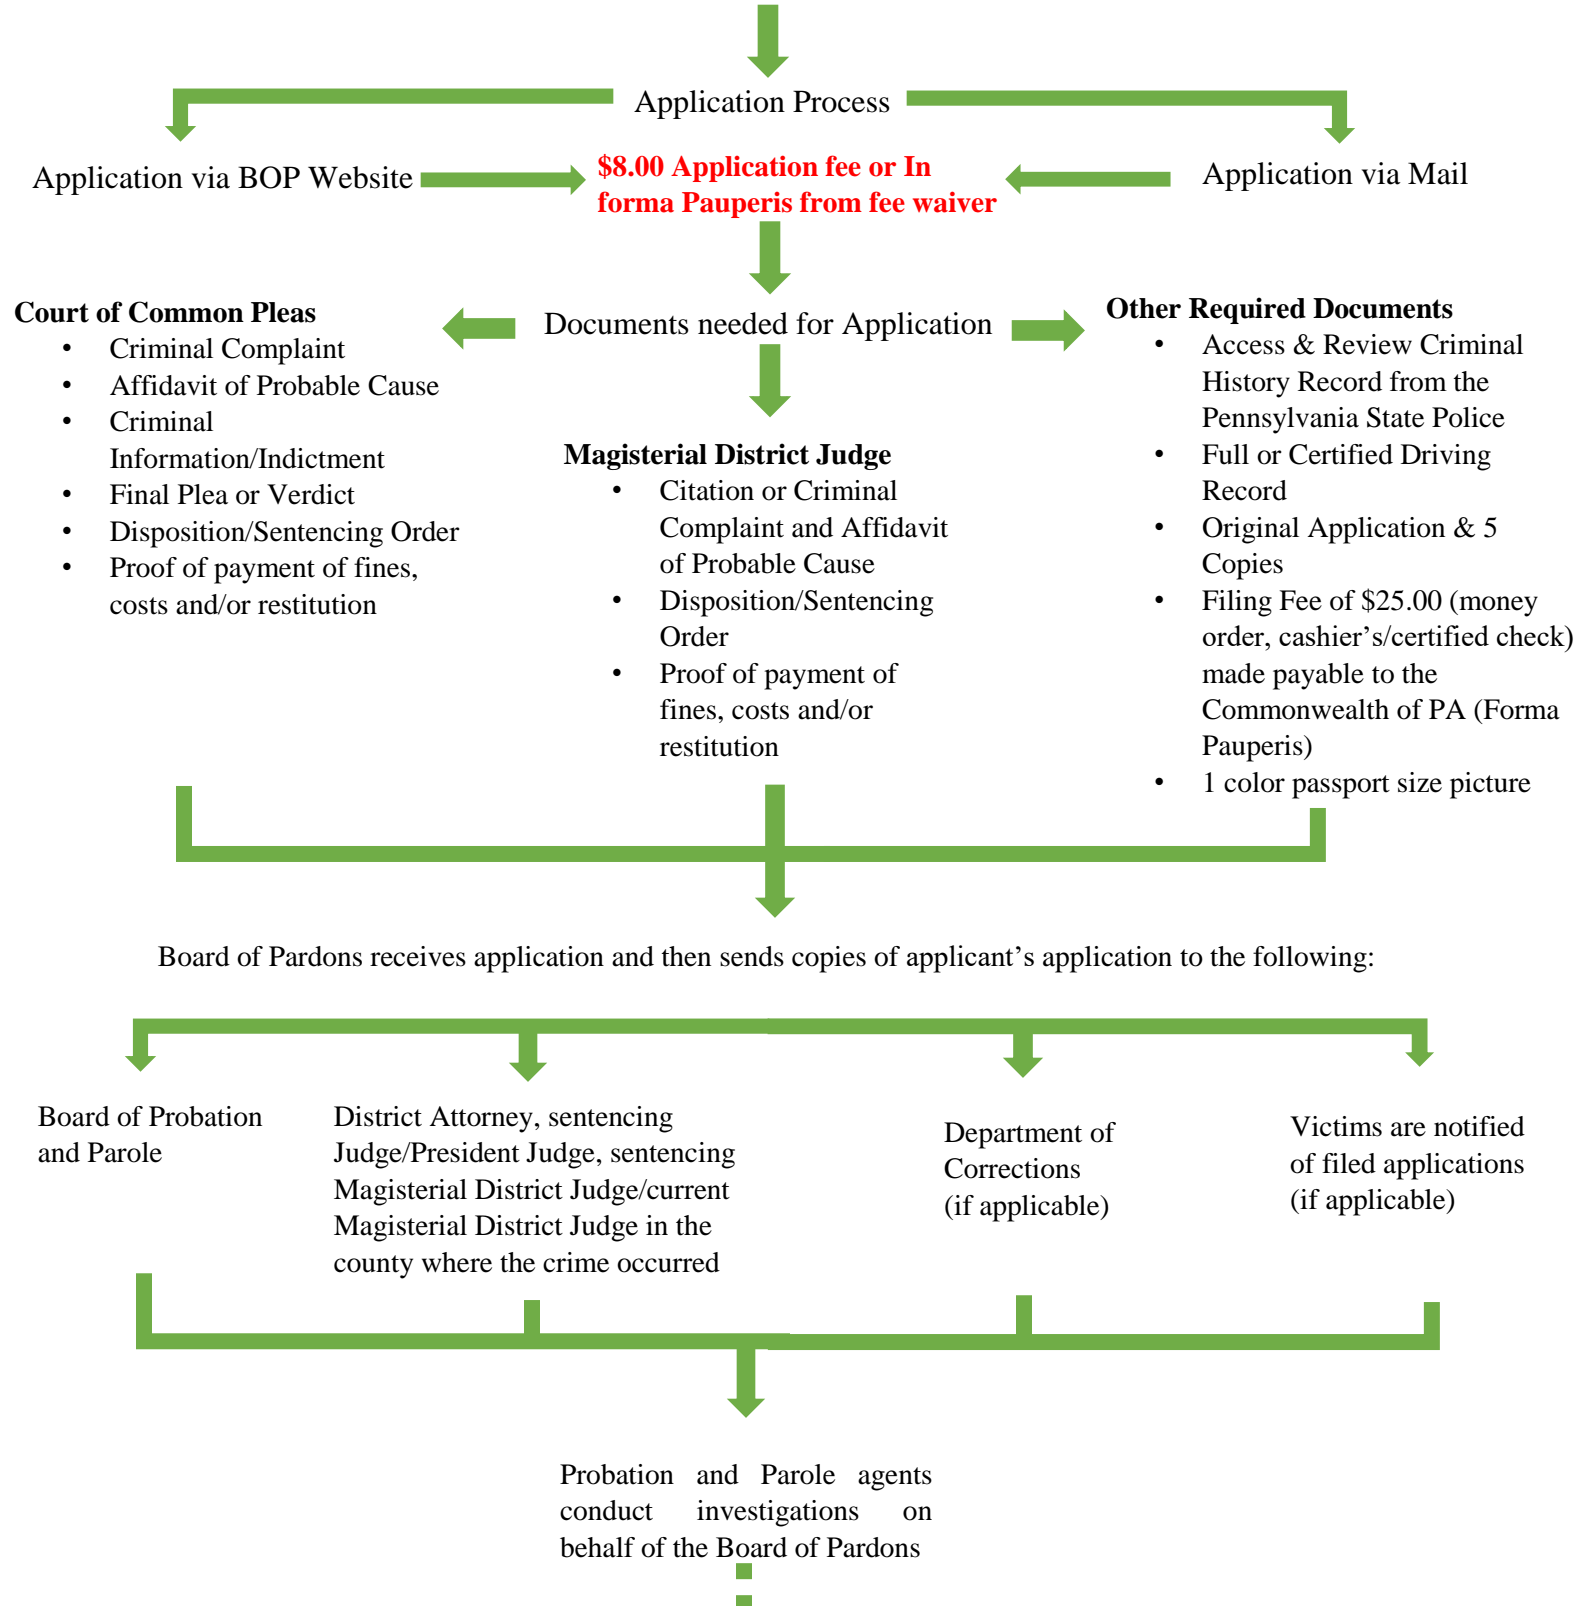 Application Process
Application via BOP Website
$8.00 Application fee or In
forma Pauperis from fee waiver
Application via Mail
Documents needed for Application
Court of Common Pleas
• Criminal Complaint
• Affidavit of Probable Cause
• Criminal
Information/Indictment
• Final Plea or Verdict
• Disposition/Sentencing Order
• Proof of payment of fines,
costs and/or restitution
Magisterial District Judge
• Citation or Criminal
Complaint and Affidavit
of Probable Cause
• Disposition/Sentencing
Order
• Proof of payment of
fines, costs and/or
restitution
Other Required Documents
• Access & Review Criminal
History Record from the
Pennsylvania State Police
• Full or Certified Driving
Record
• Original Application & 5
Copies
• Filing Fee of $25.00 (money
order, cashier’s/certified check)
made payable to the
Commonwealth of PA (Forma
Pauperis)
• 1 color passport size picture
Board of Pardons receives application and then sends copies of applicant’s application to the following:
Board of Probation
and Parole
District Attorney, sentencing
Judge/President Judge, sentencing
Magisterial District Judge/current
Magisterial District Judge in the
county where the crime occurred
Department of
Corrections
(if applicable)
Victims are notified
of filed applications
(if applicable)
Probation and Parole agents
conduct investigations on
behalf of the Board of Pardons